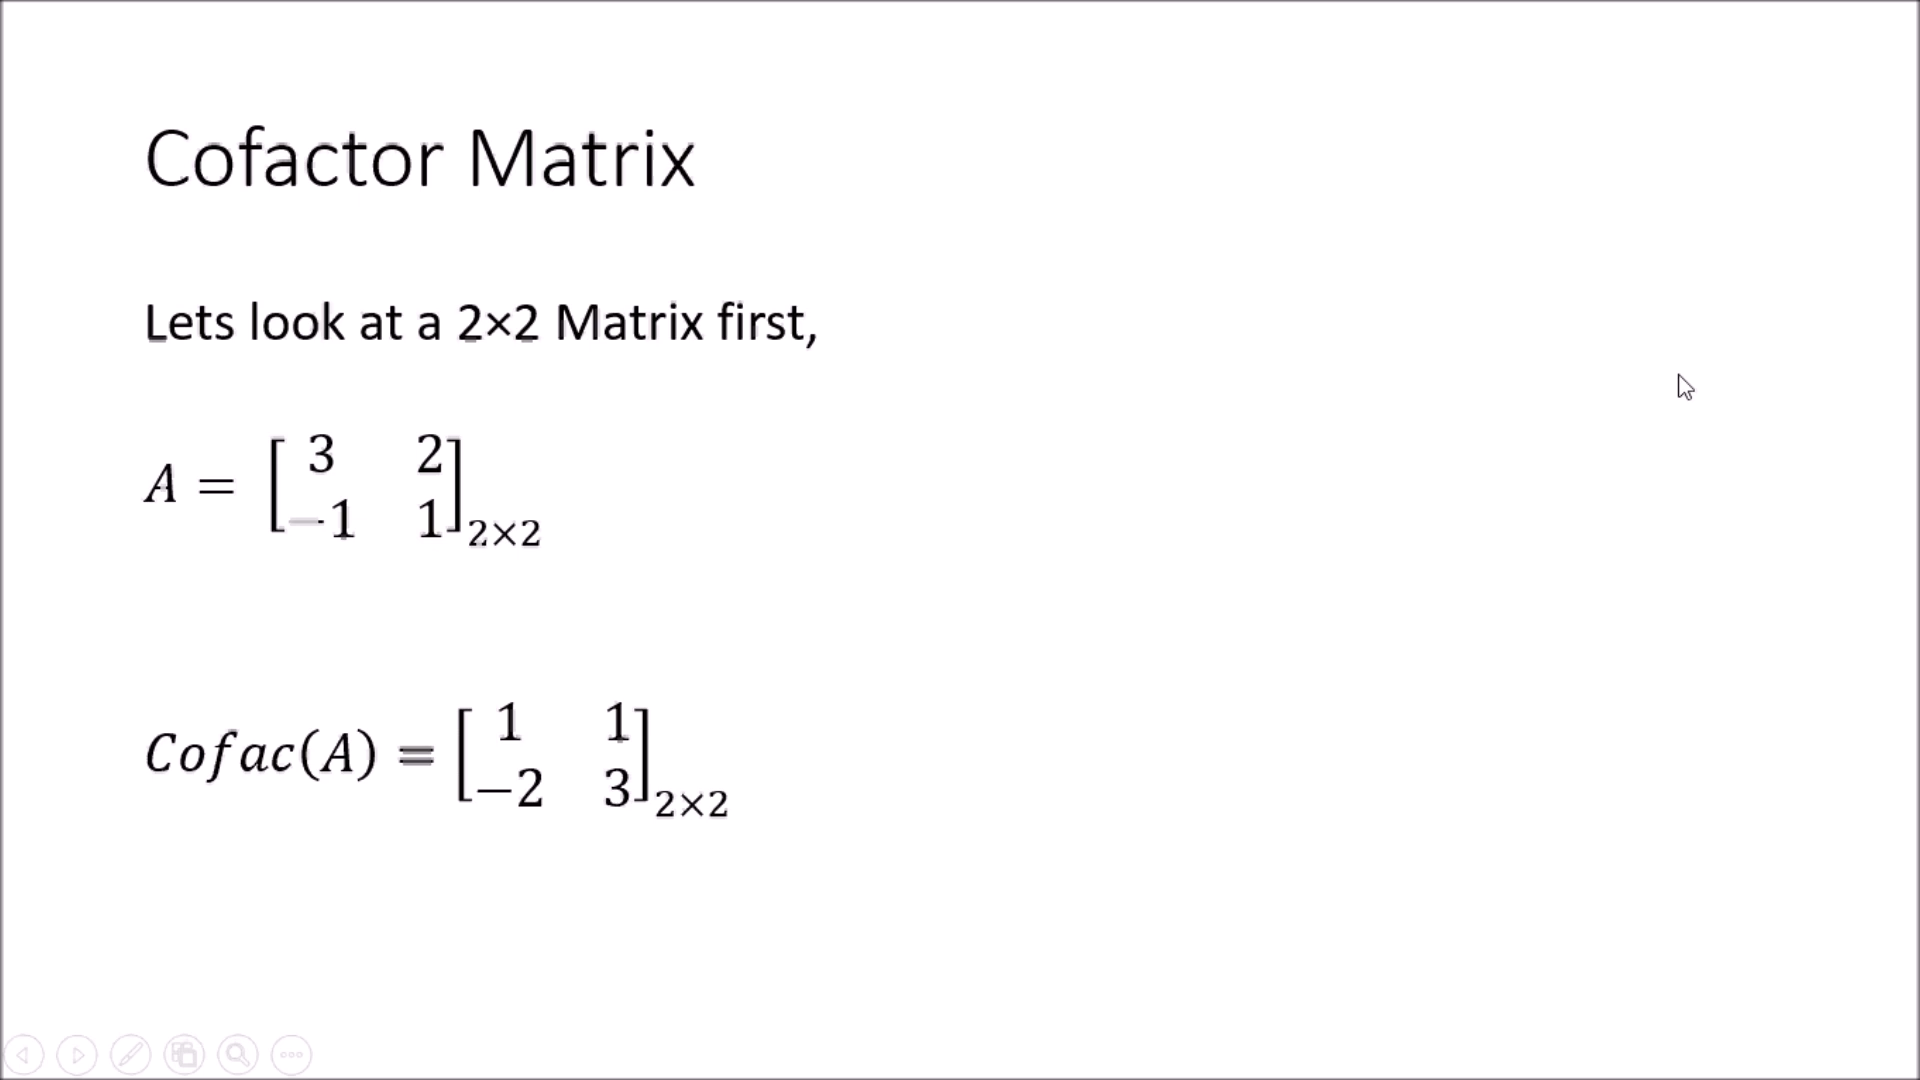 Cofactor Matrix
Lets look at a 2×2 Matrix first,
A = [3 2
-1 1]2×2
Cofac(A) = [1 1
−2 3]2×2